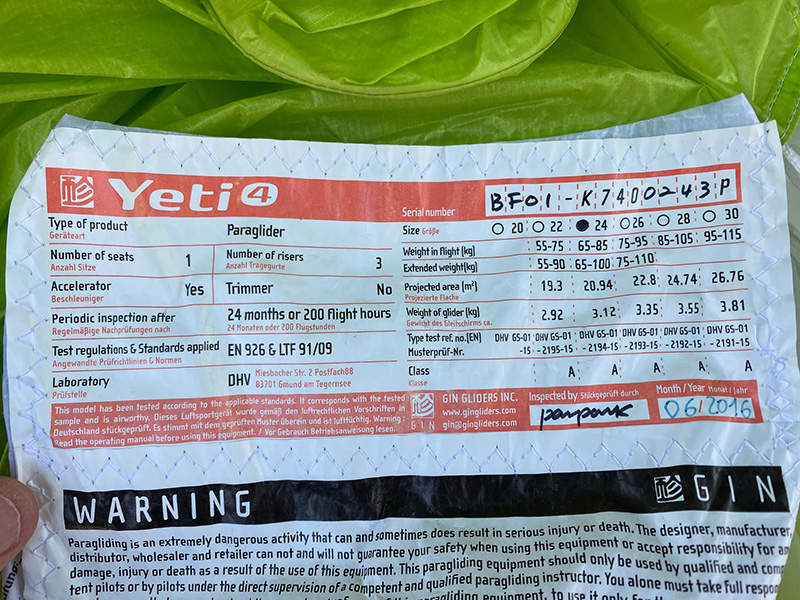 Yeti 4
Serial number BF01-K7400243P
Type of product Paraglider
Geräteart
Size Größe 20 22 24 26 28 30
Number of seats 1 Number of risers 3
Anzahl Sitze Anzahl Tragegurte
Weight in flight (kg) 55-75 65-85 75-95 85-105 95-115
Extended weight(kg) 55-90 65-100 75-110
Accelerator Yes Trimmer No
Beschleuniger
Projected area (m²) 19.3 20.94 22.8 24.74 26.76
Projezierte Fläche
Periodic inspection after 24 months or 200 flight hours
Regelmäßige Nachprüfungen nach 24 Monaten oder 200 Flugstunden
Weight of glider (kg) 2.92 3.12 3.35 3.55 3.81
Gewicht des Gleitschirms ca.
Test regulations & Standards applied EN 926 & LTF 91/09
Angewandte Prüfrichtlinien & Normen
Type test ref. no.(EN) DHV GS-01 DHV GS-01 DHV GS-01 DHV GS-01 DHV GS-01
Musterprüf-Nr. -15- -2195-15 -2194-15 -2193-15 -2192-15 -2191-15
Laboratory DHV Miesbacher Str. 2 Postfach88
Prüfstelle 83701 Gmund am Tegernsee
Class A A A A A
Klasse
This model has been tested according to the applicable standards. It corresponds with the tested
sample and is airworthy. Dieses Luftsportgerät wurde gemäß den luftrechtlichen Vorschriften in
Deutschland stückgeprüft. Es stimmt mit dem geprüften Muster überein und ist lufttüchtig. Warning :
Read the operating manual before using this equipment. / Vor Gebrauch Betriebsanweisung lesen.
GIN
GIN GLIDERS INC.
www.gingliders.com
gin@gingliders.com
Inspected by Stückgeprüft durch
Month / Year Monat / Jahr
06/2016
WARNING
GIN
Paragliding is an extremely dangerous activity that can and sometimes does result in serious injury or death. The designer, manufacturer,
distributor, wholesaler and retailer can not and will not guarantee your safety when using this equipment or accept responsibility for
damage, injury or death as a result of the use of this equipment. This paragliding equipment should only be used by qualified and
tent pilots or by pilots under the direct supervision of a competent and qualified paragliding instructor. You alone must take full
of this paragliding equipment, to use it only